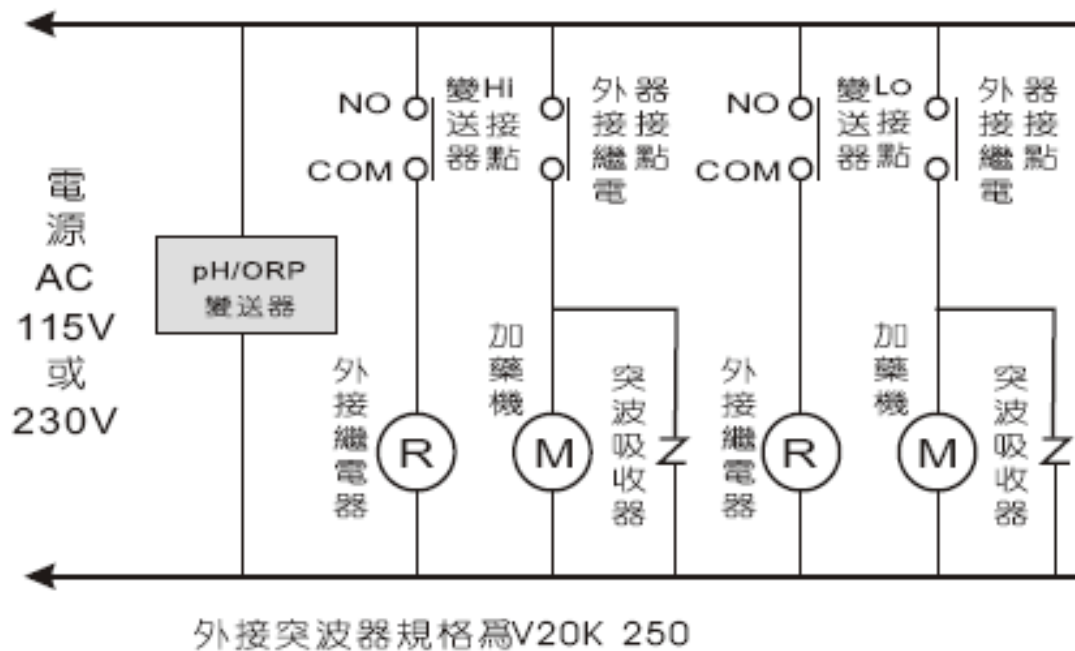 電源
AC
115V
或
230V
pH/ORP
變送器
NO
COM
變送器
Hi接點
外接繼電
器接點
外接繼電器
R
加藥機
M
突波吸收器
NO
COM
變送器
Lo接點
外接繼電
器接點
外接繼電器
R
加藥機
M
突波吸收器
外接突波器規格爲V20K 250